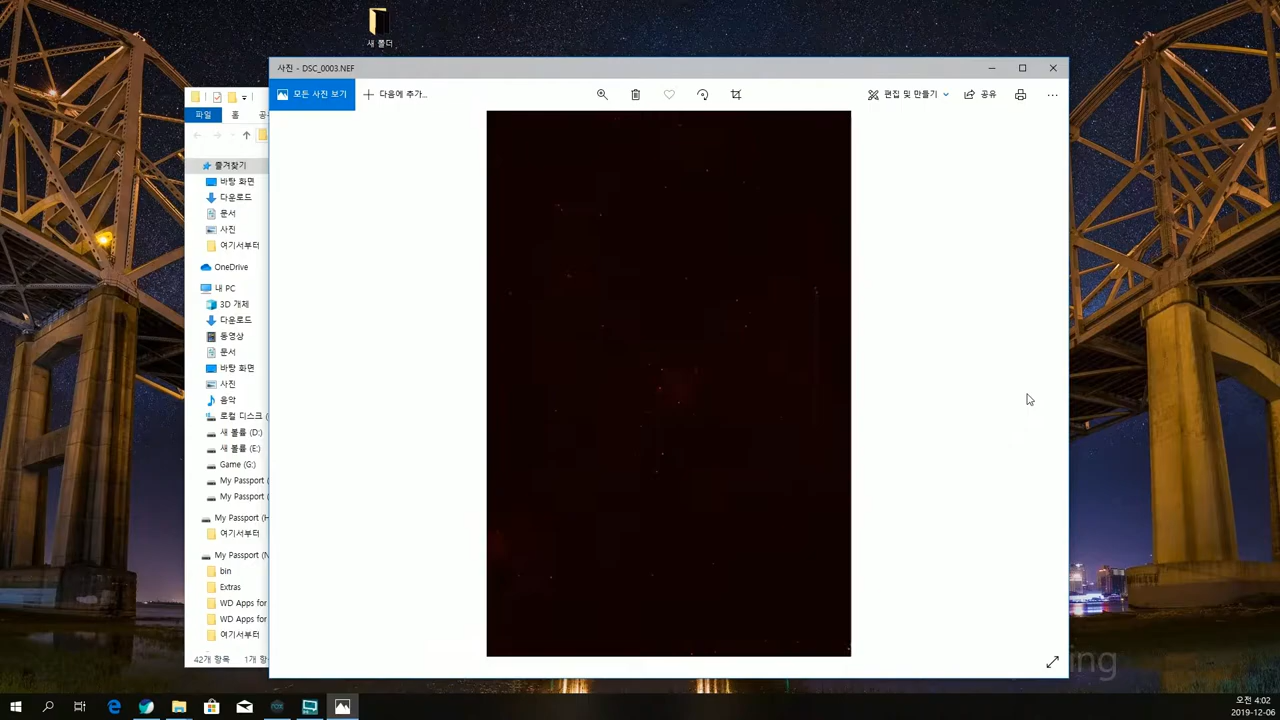 새 폴더
사진 - DSC_0003.NEF
모든 사진 보기
다음에 추가...
편집 및 만들기
공유
파일
홈
즐겨찾기
바탕 화면
다운로드
문서
사진
여기서부터
OneDrive
내 PC
3D 개체
다운로드
동영상
문서
바탕 화면
사진
음악
로컬 디스크 (
새 볼륨 (D:)
새 볼륨 (E:)
Game (G:)
My Passport (
My Passport (
My Passport (H
여기서부터
My Passport (N
bin
Extras
WD Apps for
WD Apps for
여기서부터
42개 항목
1개 항
ing
오전 4:02
2019-12-06